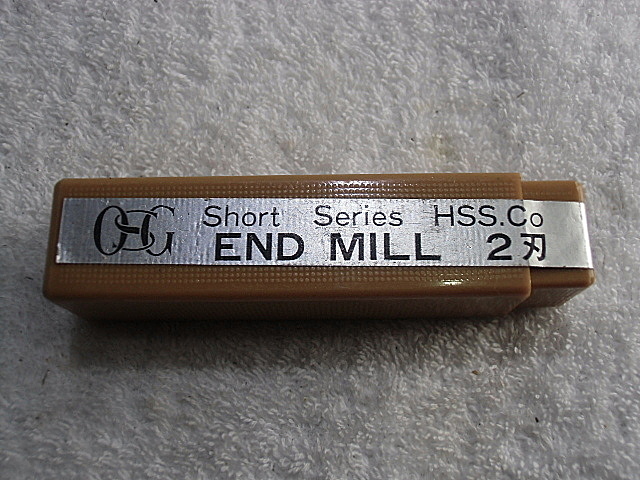 OSG Short Series HSS.Co
END MILL 2刃